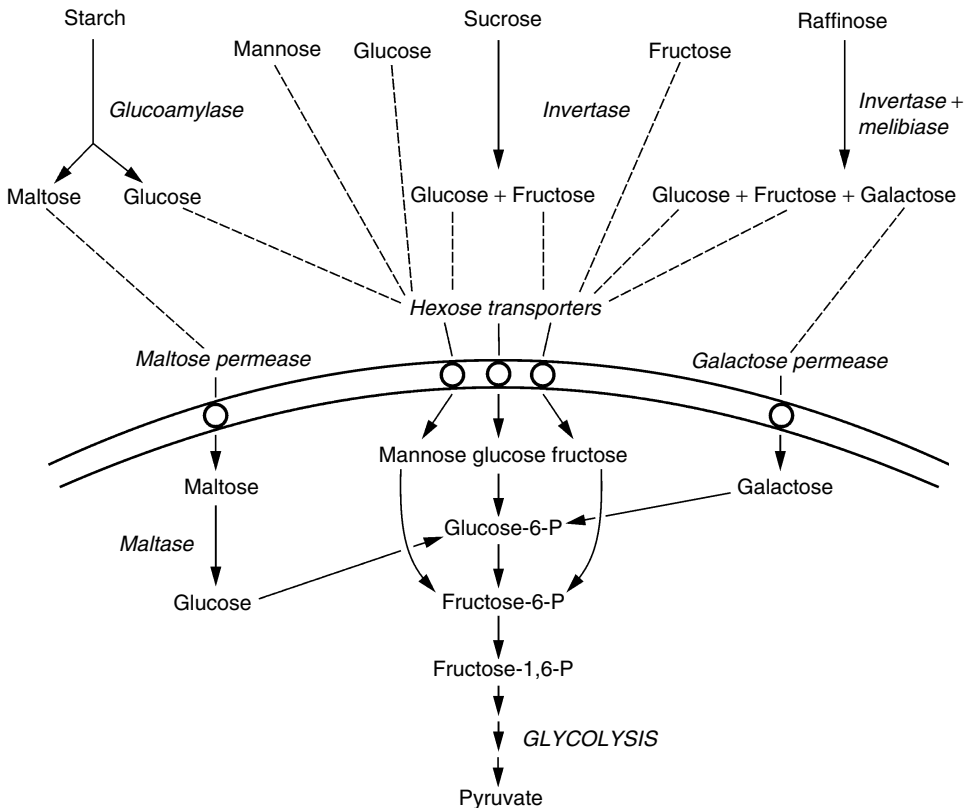 Starch
Sucrose
Raffinose
Mannose
Glucose
Fructose
Glucoamylase
Invertase
Invertase +
melibiase
Maltose
Glucose
Glucose + Fructose
Glucose + Fructose + Galactose
Hexose transporters
Maltose permease
Galactose permease
Mannose glucose fructose
Maltose
Galactose
Glucose-6-P
Maltase
Glucose
Fructose-6-P
Fructose-1,6-P
GLYCOLYSIS
Pyruvate